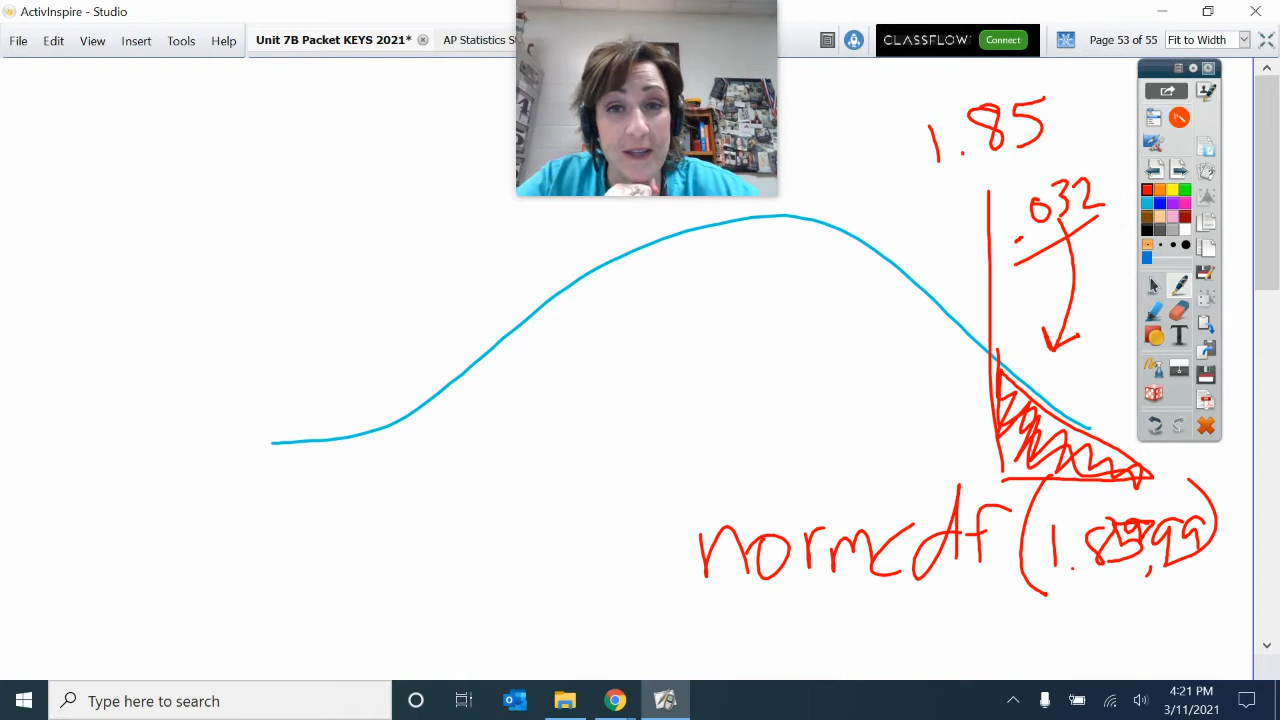 ActivInspire - Studio
File Edit View Tools Help
Unit 7B Packet KEYS 2021*
AP Statistics
CLASSFLOW Connect
Page 53 of 55 Fit to Width
1.85
.032
normcdf(1.85,99)
Type here to search
4:21 PM
3/11/2021